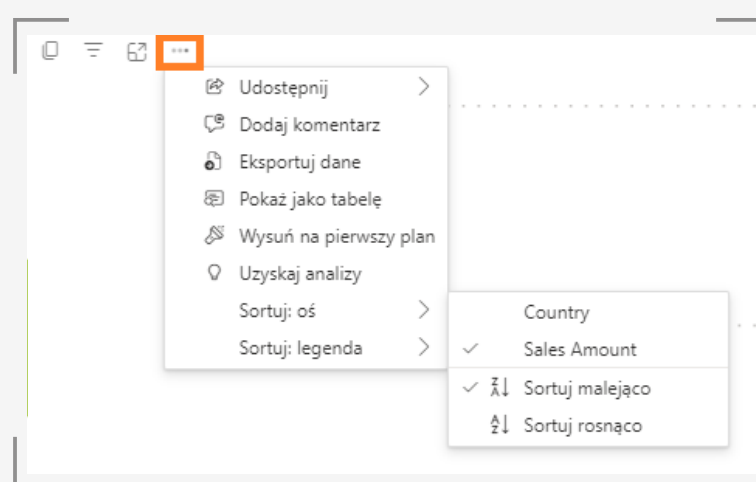 Udostępnij
Dodaj komentarz
Eksportuj dane
Pokaż jako tabelę
Wysuń na pierwszy plan
Uzyskaj analizy
Sortuj: oś
Sortuj: legenda
Country
Sales Amount
Sortuj malejąco
Sortuj rosnąco